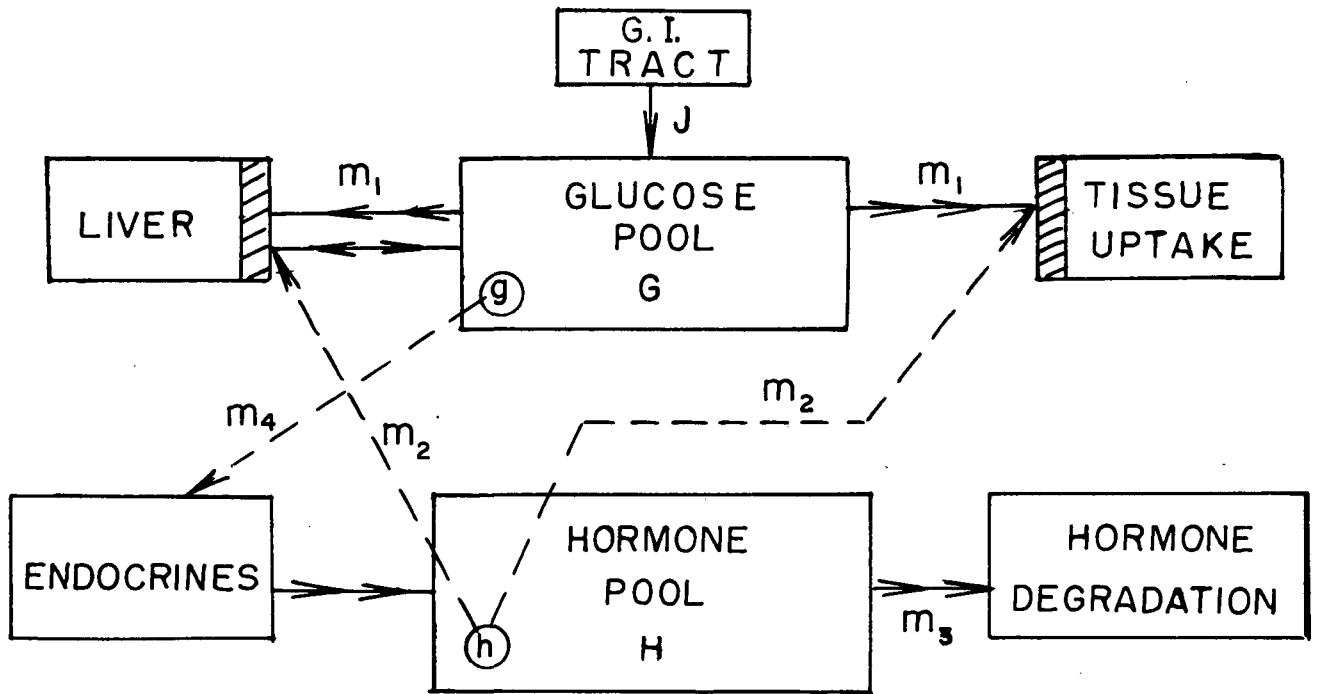 G. I.
TRACT
J
LIVER
m₁
GLUCOSE
POOL
G
g
m₁
TISSUE
UPTAKE
m₄
m₂
m₂
ENDOCRINES
HORMONE
POOL
H
h
m₃
HORMONE
DEGRADATION